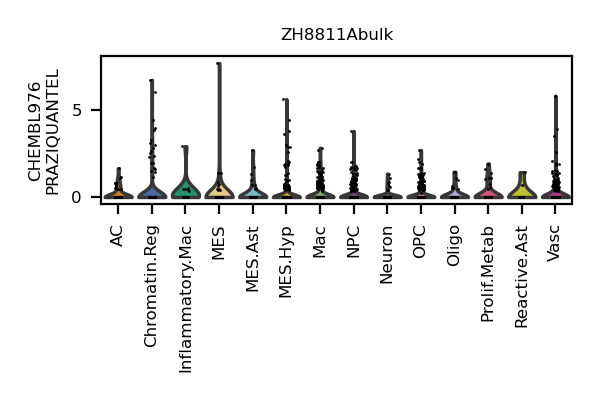 ZH8811Abulk
CHEMBL976
PRAZIQUANTEL
5
0
AC
Chromatin.Reg
Inflammatory.Mac
MES
MES.Ast
MES.Hyp
Mac
NPC
Neuron
OPC
Oligo
Prolif.Metab
Reactive.Ast
Vasc